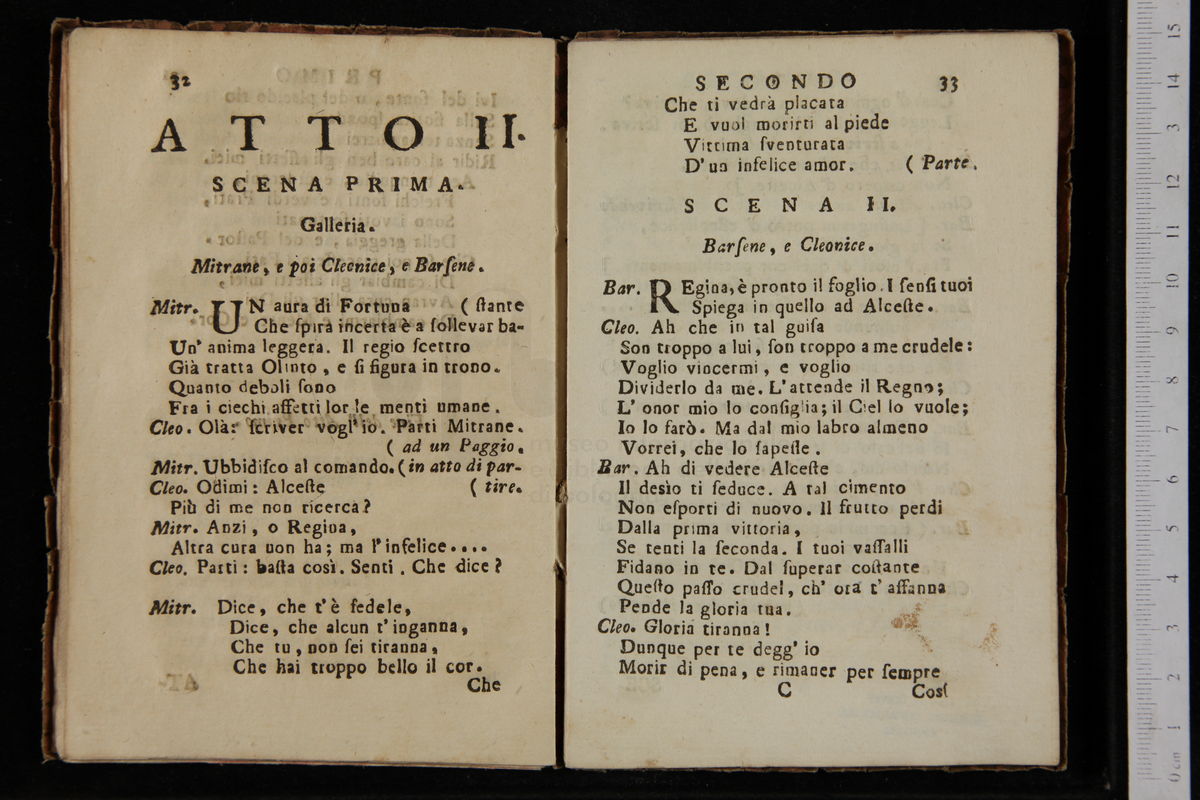 32
ATTO II.
SCENA PRIMA.
Galleria.
Mitrane, e poi Cleonice, e Barſene.
Mitr. UN aura di Fortuna ( ſtante
Che ſpira incerta è a ſollevar ba-
Un' anima leggera. Il regio ſcettro
Già tratta Olinto, e ſi figura in trono.
Quanto deboli ſono
Fra i ciechi affetti lor le menti umane.
Cleo. Olà: ſcriver vogl' io. Parti Mitrane.
( ad un Paggio.
Mitr. Ubbidiſco al comando. (in atto di par-
Cleo. Odimi: Alceſte ( tire.
Più di me non ricerca?
Mitr. Anzi, o Regina,
Altra cura non ha; ma l' infelice....
Cleo. Parti: baſta così. Senti. Che dice?
Mitr. Dice, che t' è fedele,
Dice, che alcun t' inganna,
Che tu, non ſei tiranna,
Che hai troppo bello il cor.
Che
SECONDO 33
Che ti vedrà placata
E vuol morirti al piede
Vittima ſventurata
D' un infelice amor. ( Parte.
SCENA II.
Barſene, e Cleonice.
Bar. REgina, è pronto il foglio. I ſenſi tuoi
Spiega in quello ad Alceſte.
Cleo. Ah che in tal guiſa
Son troppo a lui, ſon troppo a me crudele:
Voglio vincermi, e voglio
Dividerlo da me. L' attende il Regno;
L' onor mio lo conſiglia; il Ciel lo vuole;
Io lo farò. Ma dal mio labro almeno
Vorrei, che lo ſapeſſe.
Bar. Ah di vedere Alceſte
Il desìo ti ſeduce. A tal cimento
Non eſporti di nuovo. Il frutto perdi
Dalla prima vittoria,
Se tenti la ſeconda. I tuoi vaſſalli
Fidano in te. Dal ſuperar coſtante
Queſto paſſo crudel, ch' ora t' affanna
Pende la gloria tua.
Cleo. Gloria tiranna!
Dunque per te degg' io
Morir di pena, e rimaner per ſempre
C Cosſ